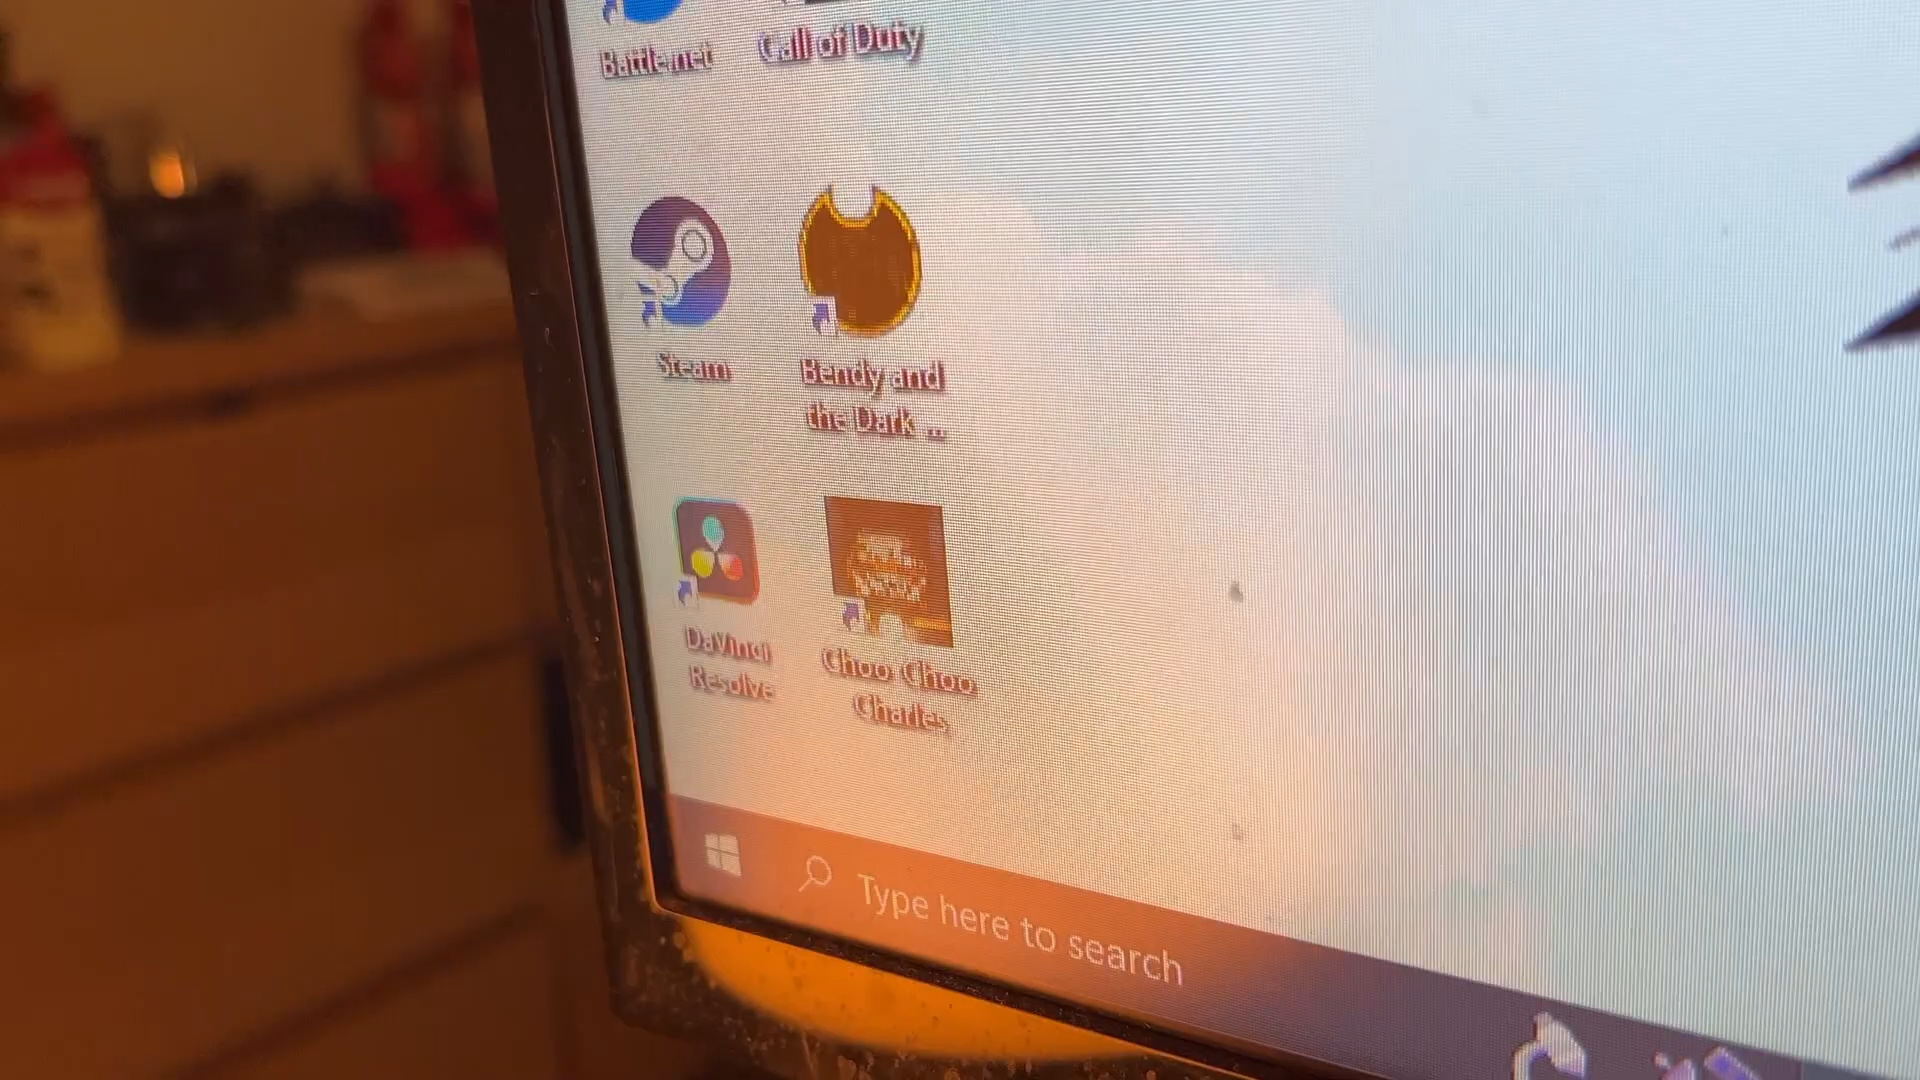 Battle.net
Call of Duty
Steam
Bendy and
the Dark ...
DaVinci
Resolve
Choo Choo
Charles
Type here to search